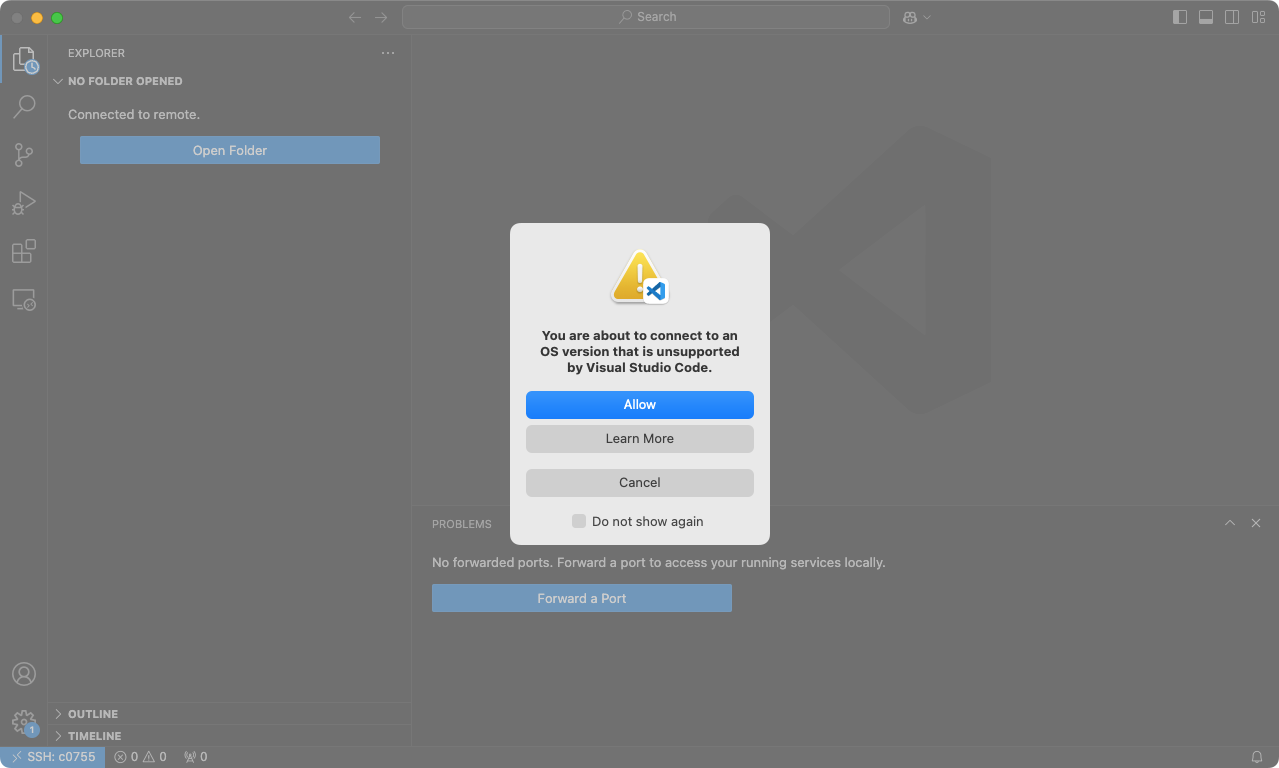 Search
EXPLORER
NO FOLDER OPENED
Connected to remote.
Open Folder
You are about to connect to an
OS version that is unsupported
by Visual Studio Code.
Allow
Learn More
Cancel
Do not show again
PROBLEMS
No forwarded ports. Forward a port to access your running services locally.
Forward a Port
OUTLINE
1
TIMELINE
SSH: c0755 0 0 0